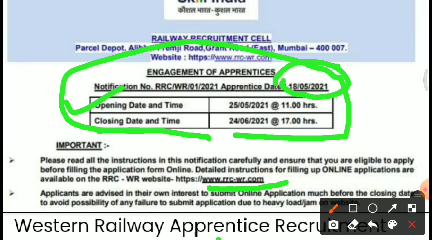 कौशल भारत-कुशल भारत
RAILWAY RECRUITMENT CELL
Parcel Depot, Premji Road, Grant (East), Mumbai – 400 007.
Website : https://www.rrc-wr.com
ENGAGEMENT OF APPRENTICES
Notification No. RRC/WR/01/2021 Apprentice Date 18/05/2021
Opening Date and Time 25/05/2021 @ 11.00 hrs.
Closing Date and Time 24/06/2021 @ 17.00 hrs.
IMPORTANT :-
➢ Please read all the instructions in this notification carefully and ensure that you are eligible to apply
before filling the application form Online. Detailed instructions for filling up ONLINE applications are
available on the RRC - WR website- https://www.rrc-wr.com
➢ Applicants are advised in their own interest to submit Online Application much before the closing date
to avoid possibility of any failure to submit application due to heavy load/jam on
Western Railway Apprentice Recruitment